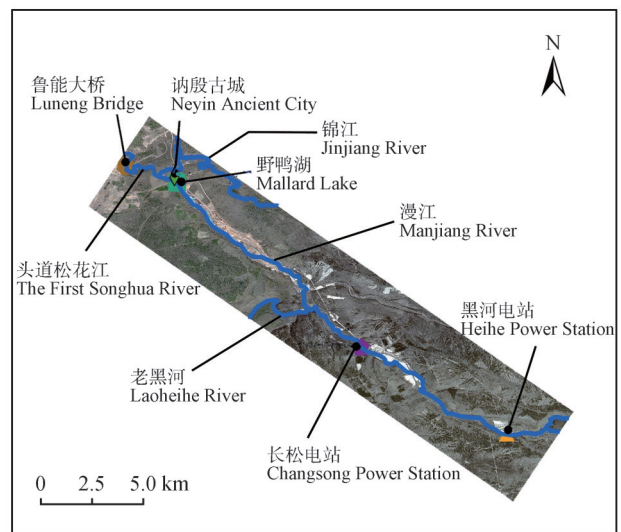 N
鲁能大桥
Luneng Bridge
讷殷古城
Neyin Ancient City
锦江
Jinjiang River
野鸭湖
Mallard Lake
漫江
Manjiang River
头道松花江
The First Songhua River
黑河电站
Heihe Power Station
老黑河
Laoheihe River
长松电站
Changsong Power Station
0 2.5 5.0 km